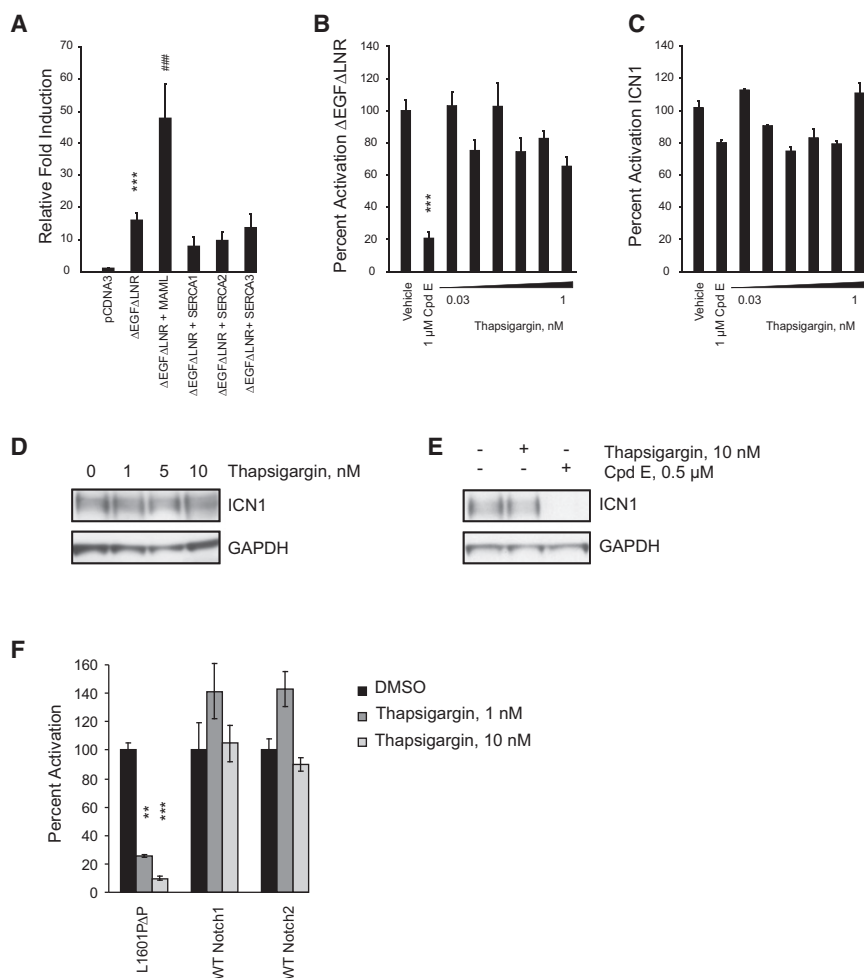 A
Relative Fold Induction
70
60
50
40
30
20
10
0
***
###
pCDNA3
ΔEGFΔLNR
ΔEGFΔLNR + MAML
ΔEGFΔLNR + SERCA1
ΔEGFΔLNR + SERCA2
ΔEGFΔLNR+ SERCA3
B
Percent Activation ΔEGFΔLNR
140
120
100
80
60
40
20
0
***
Vehicle
1 µM Cpd E
0.03
1
Thapsigargin, nM
C
Percent Activation ICN1
140
120
100
80
60
40
20
0
Vehicle
1 µM Cpd E
0.03
1
Thapsigargin, nM
D
0 1 5 10 Thapsigargin, nM
ICN1
GAPDH
E
- + - Thapsigargin, 10 nM
- - + Cpd E, 0.5 µM
ICN1
GAPDH
F
Percent Activation
160
140
120
100
80
60
40
20
0
**
***
L1601PΔP
WT Notch1
WT Notch2
DMSO
Thapsigargin, 1 nM
Thapsigargin, 10 nM